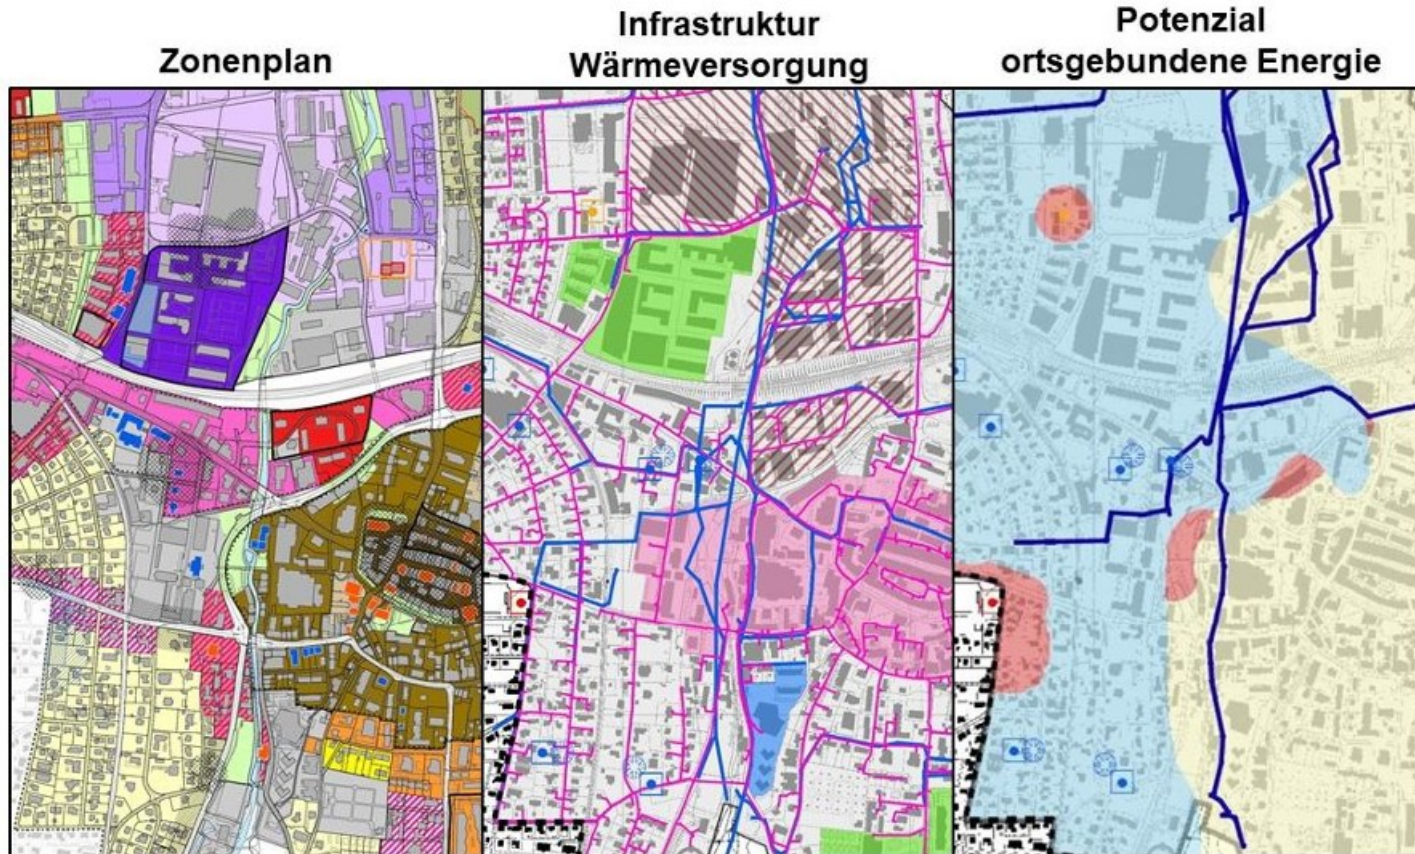 Zonenplan
Infrastruktur
Wärmeversorgung
Potenzial
ortsgebundene Energie